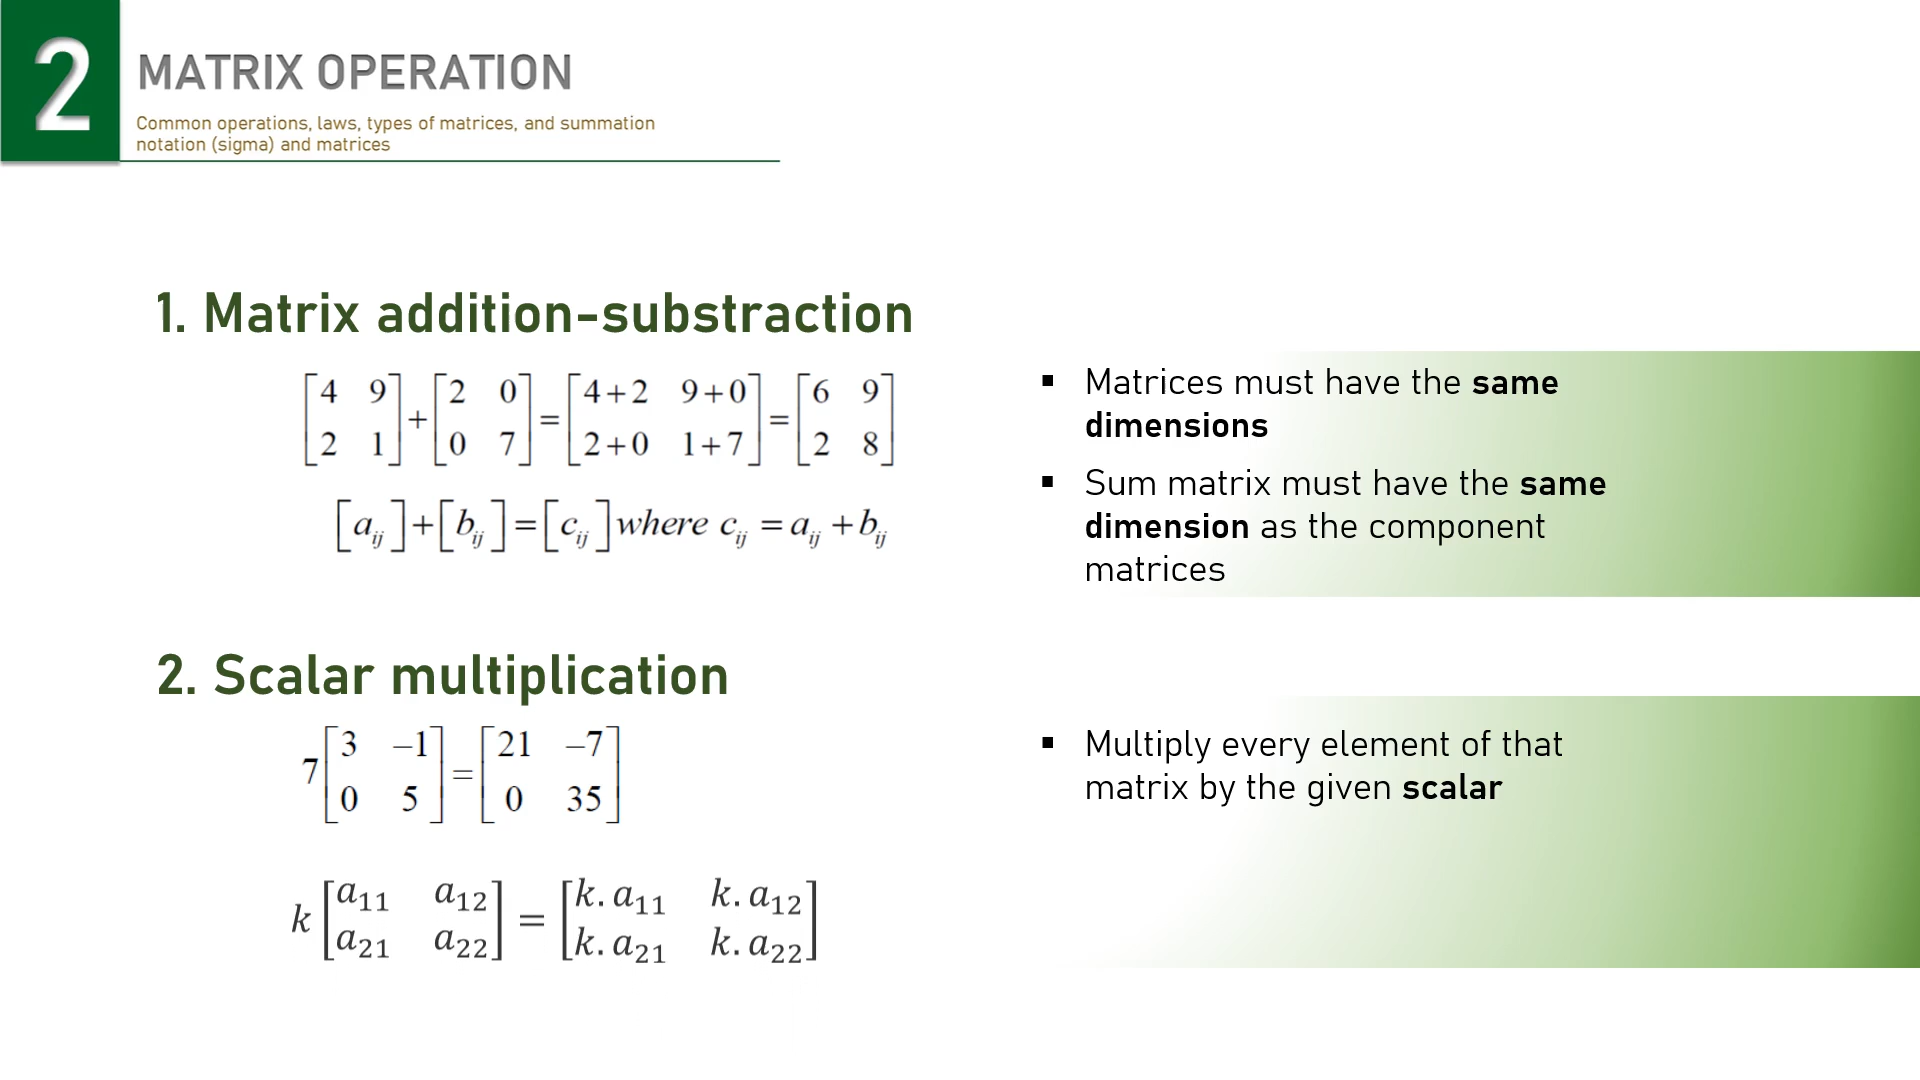 2
MATRIX OPERATION
Common operations, laws, types of matrices, and summation
notation (sigma) and matrices
1. Matrix addition-substraction
[4 9; 2 1] + [2 0; 0 7] = [4+2 9+0; 2+0 1+7] = [6 9; 2 8]
[a_ij] + [b_ij] = [c_ij] where c_ij = a_ij + b_ij
▪ Matrices must have the same
dimensions
▪ Sum matrix must have the same
dimension as the component
matrices
2. Scalar multiplication
7 [3 –1; 0 5] = [21 –7; 0 35]
k [a₁₁ a₁₂; a₂₁ a₂₂] = [k.a₁₁ k.a₁₂; k.a₂₁ k.a₂₂]
▪ Multiply every element of that
matrix by the given scalar